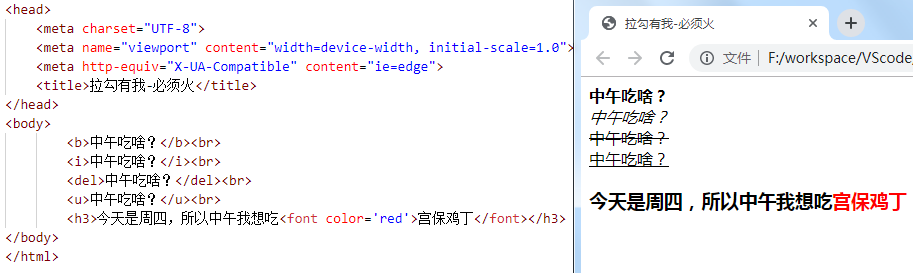 <head>
<meta charset="UTF-8">
<meta name="viewport" content="width=device-width, initial-scale=1.0">
<meta http-equiv="X-UA-Compatible" content="ie=edge">
<title>拉勾有我-必须火</title>
</head>
<body>
<b>中午吃啥？</b><br>
<i>中午吃啥？</i><br>
<del>中午吃啥？</del><br>
<u>中午吃啥？</u><br>
<h3>今天是周四，所以中午我想吃<font color='red'>宫保鸡丁</font></h3>
</body>
</html>
拉勾有我-必须火
文件 | F:/workspace/VScode_
中午吃啥？
中午吃啥？
中午吃啥？
中午吃啥？
今天是周四，所以中午我想吃宫保鸡丁